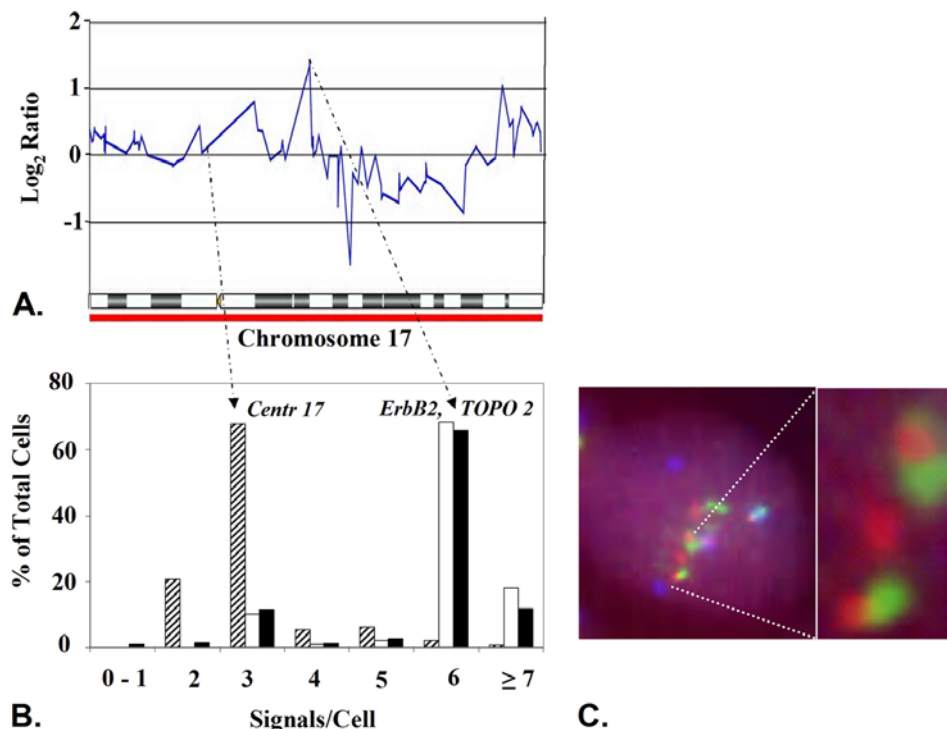 2
1
0
-1
Log2 Ratio
A.
Chromosome 17
80
60
40
20
0
% of Total Cells
Centr 17
ErbB2, TOPO 2
0 - 1 2 3 4 5 6 ≥ 7
B.
Signals/Cell
C.